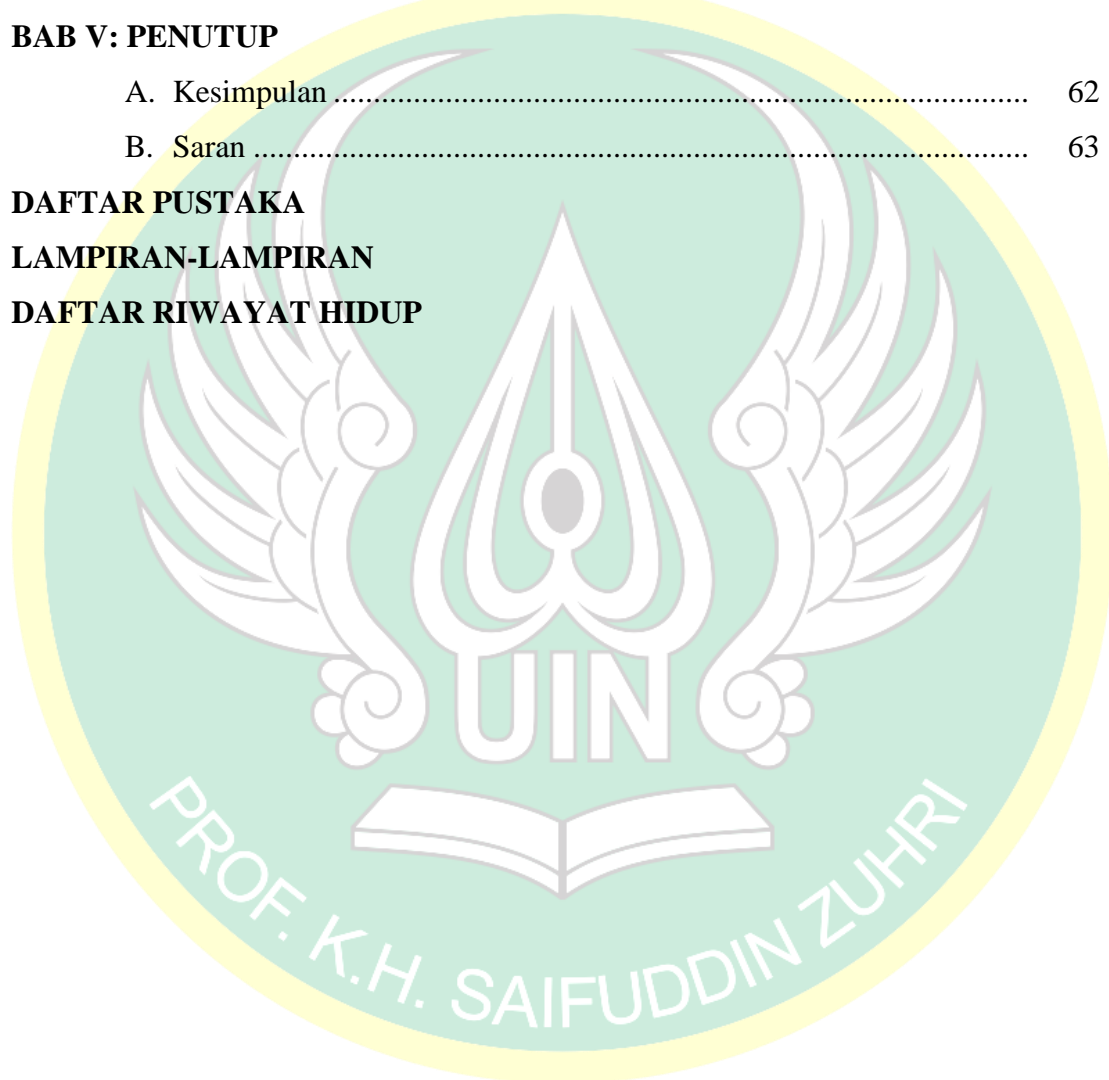 BAB V: PENUTUP
A. Kesimpulan ....................................................................................... 62
B. Saran ................................................................................................. 63
DAFTAR PUSTAKA
LAMPIRAN-LAMPIRAN
DAFTAR RIWAYAT HIDUP
UIN
PROF. K.H. SAIFUDDIN ZUHRI